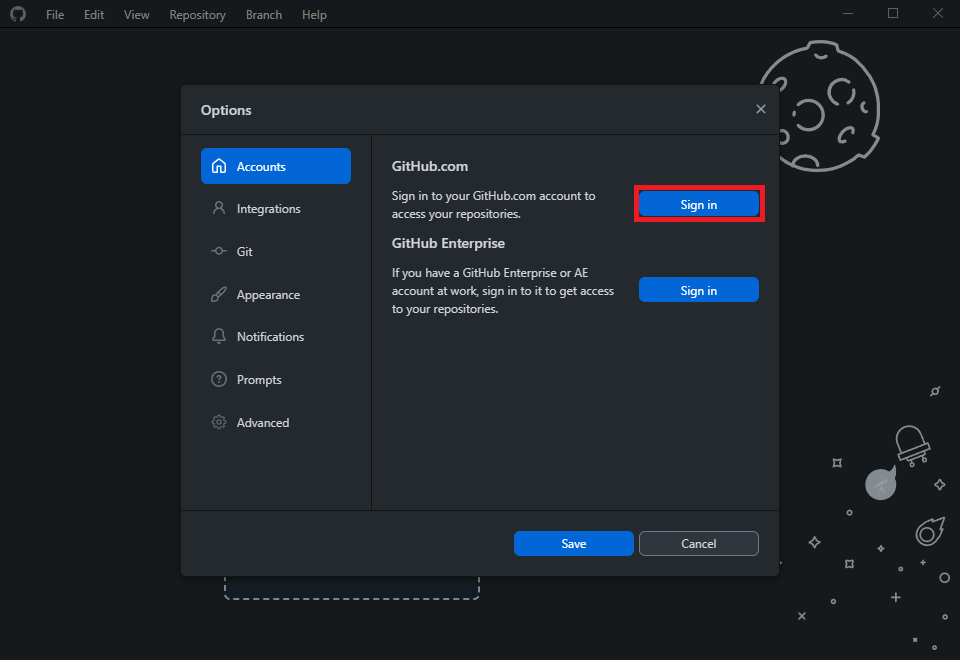 File Edit View Repository Branch Help
Options
Accounts
Integrations
Git
Appearance
Notifications
Prompts
Advanced
GitHub.com
Sign in to your GitHub.com account to
access your repositories.
Sign in
GitHub Enterprise
If you have a GitHub Enterprise or AE
account at work, sign in to it to get access
to your repositories.
Sign in
Save Cancel